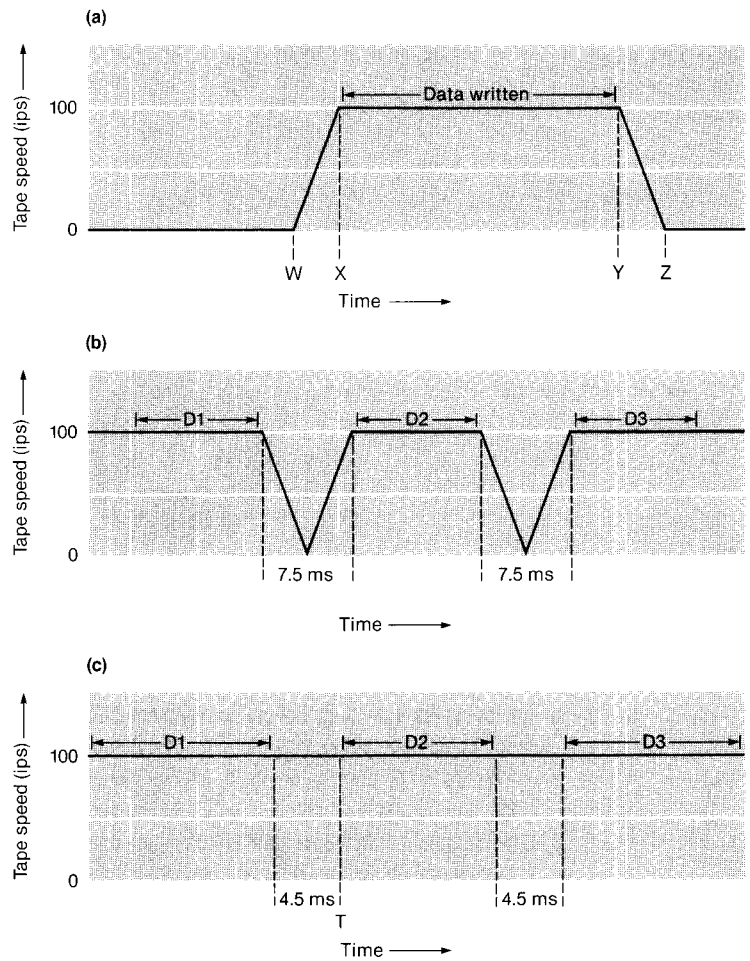 (a)
Tape speed (ips)
100
0
Data written
W X Y Z
Time
(b)
Tape speed (ips)
100
0
D1 D2 D3
7.5 ms 7.5 ms
Time
(c)
Tape speed (ips)
100
0
D1 D2 D3
4.5 ms 4.5 ms
T
Time